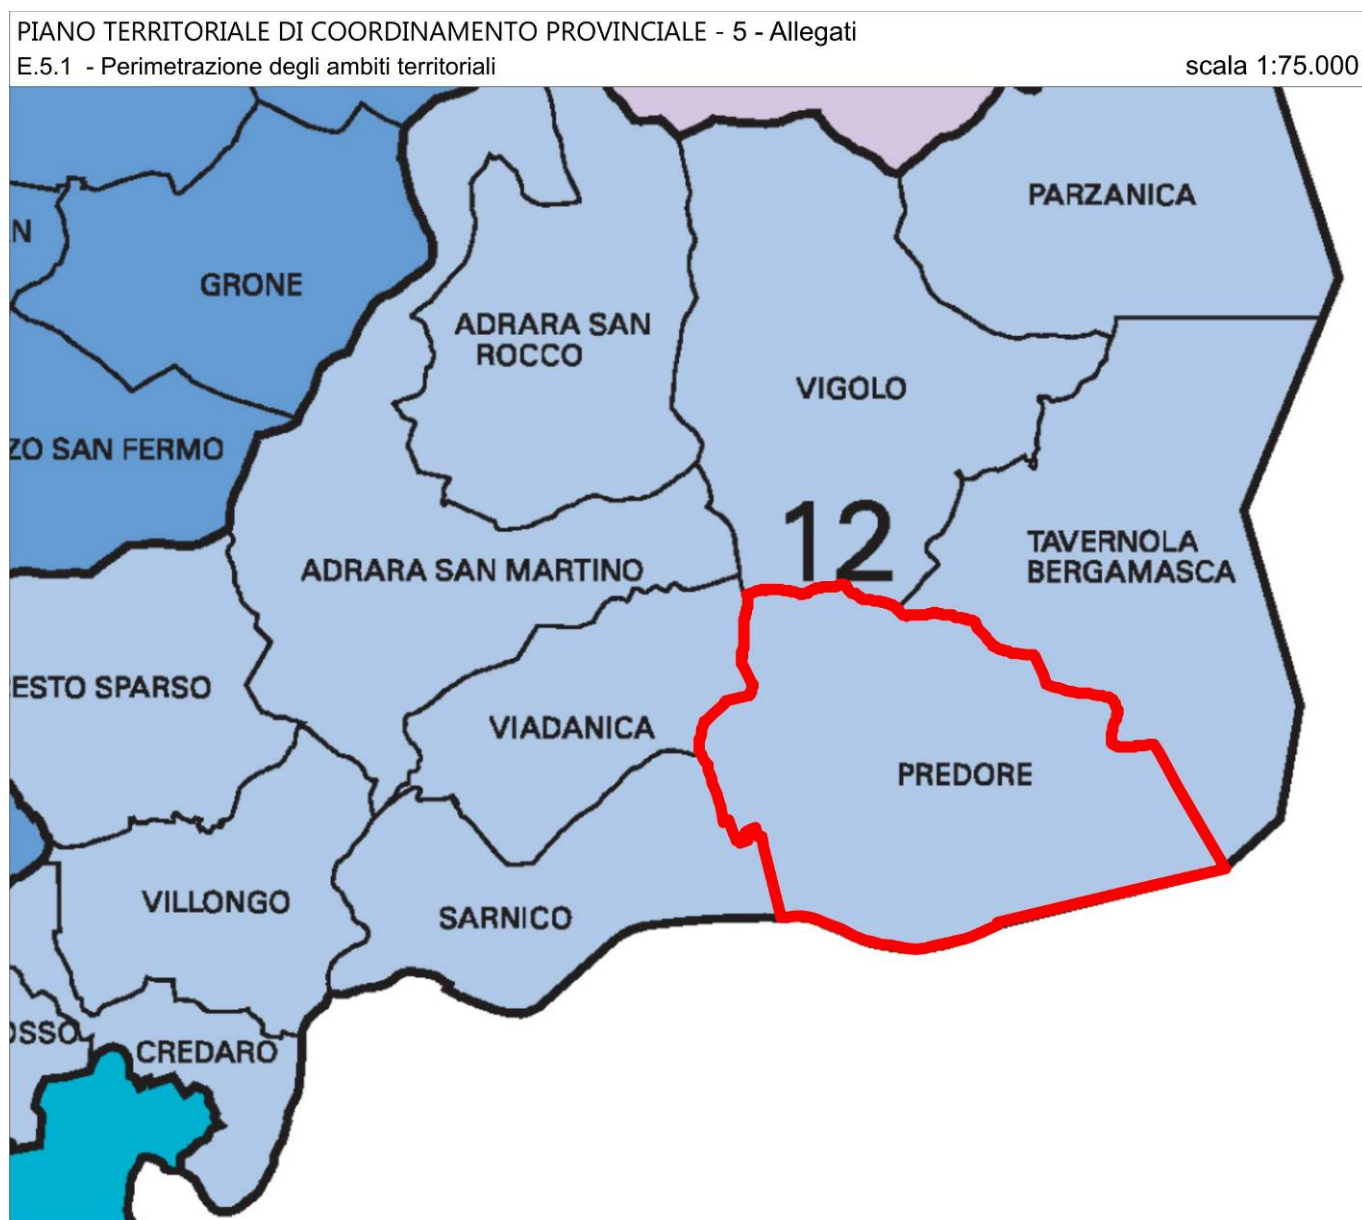 PIANO TERRITORIALE DI COORDINAMENTO PROVINCIALE - 5 - Allegati
E.5.1 - Perimetrazione degli ambiti territoriali
scala 1:75.000
PARZANICA
N
GRONE
ADRARA SAN
ROCCO
VIGOLO
ZO SAN FERMO
12
TAVERNOLA
BERGAMASCA
ADRARA SAN MARTINO
ESTO SPARSO
VIADANICA
PREDORE
VILLONGO
SARNICO
OSSO
CREDARO